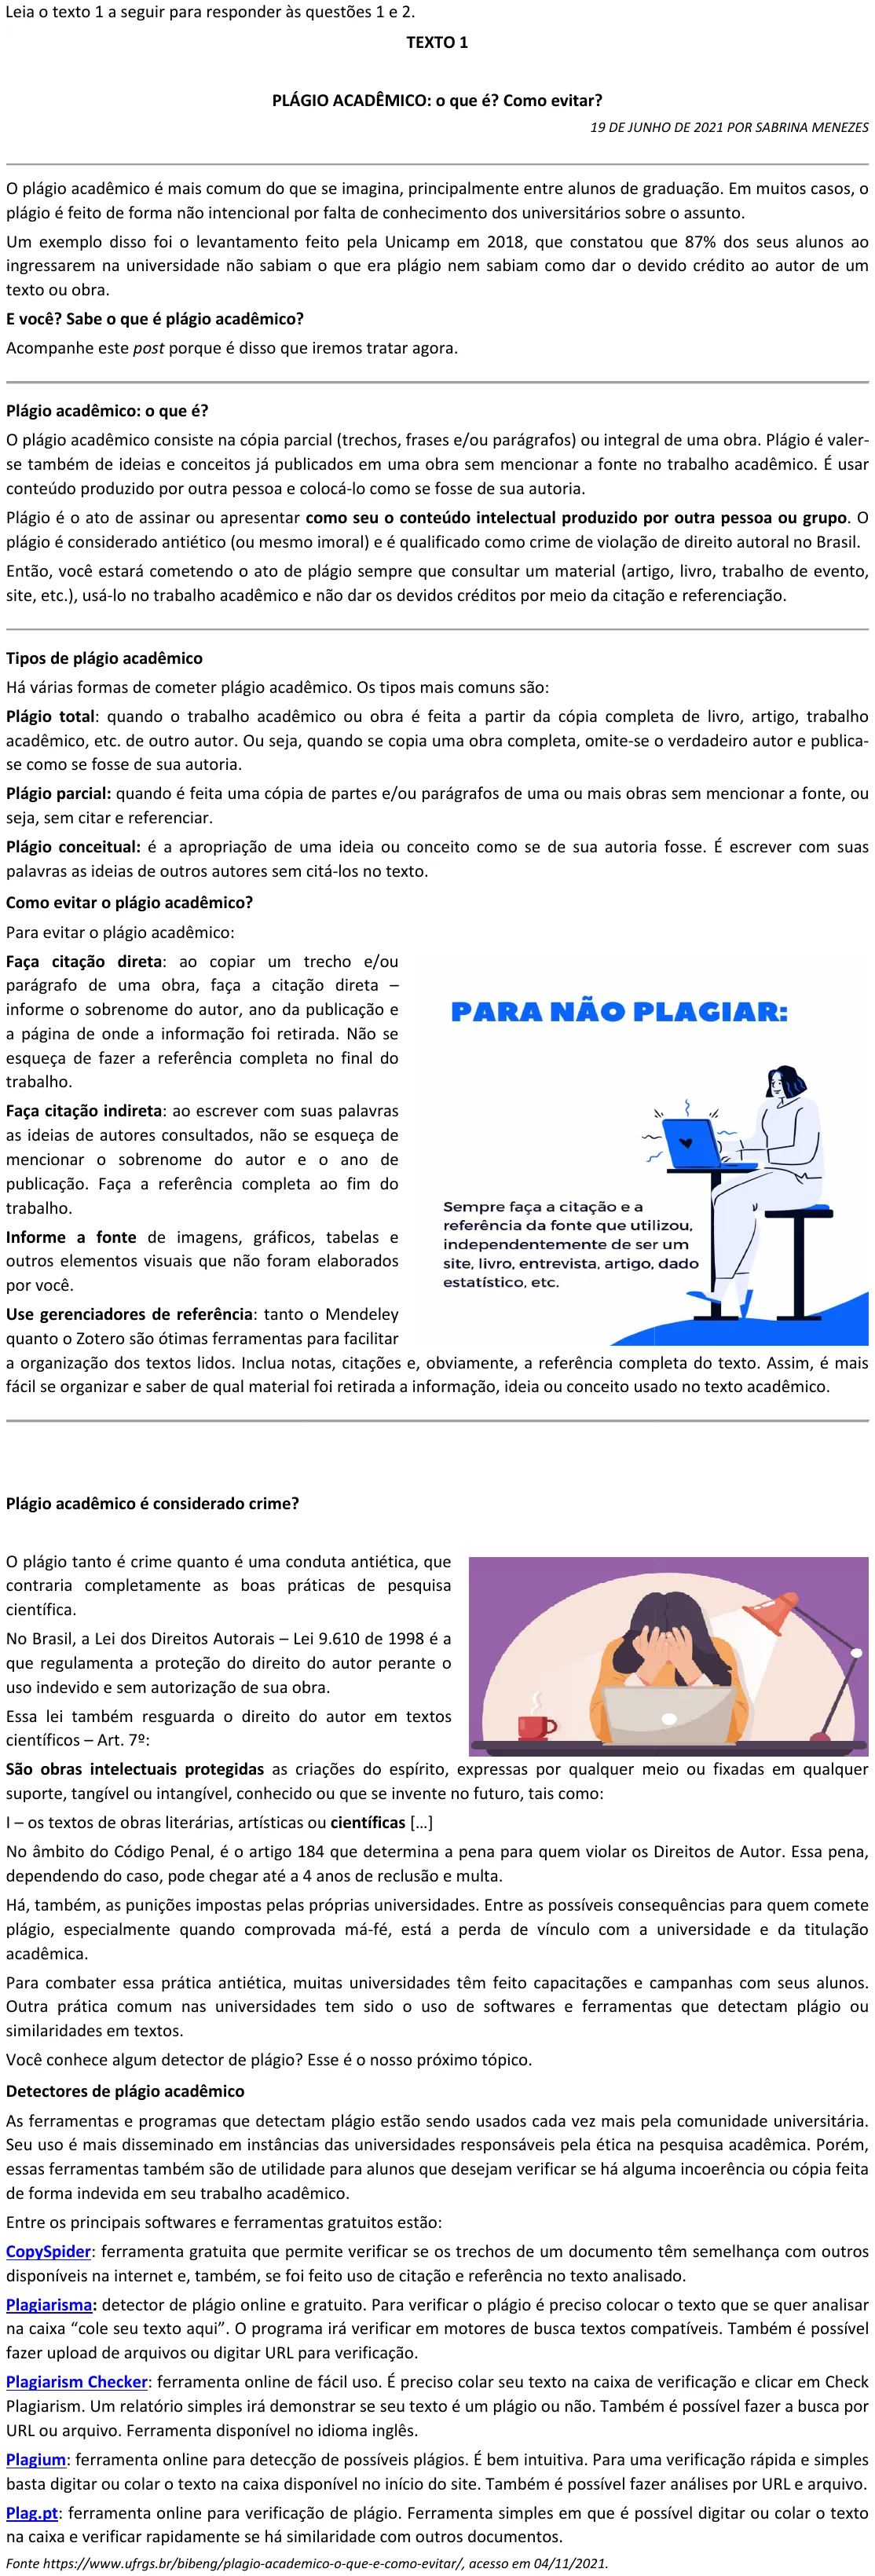 Leia o texto 1 a seguir para responder às questões 1 e 2.
TEXTO 1
PLÁGIO ACADÊMICO: o que é? Como evitar?
19 DE JUNHO DE 2021 POR SABRINA MENEZES
O plágio acadêmico é mais comum do que se imagina, principalmente entre alunos de graduação. Em muitos casos, o
plágio é feito de forma não intencional por falta de conhecimento dos universitários sobre o assunto.
Um exemplo disso foi o levantamento feito pela Unicamp em 2018, que constatou que 87% dos seus alunos ao
ingressarem na universidade não sabiam o que era plágio nem sabiam como dar o devido crédito ao autor de um
texto ou obra.
E você? Sabe o que é plágio acadêmico?
Acompanhe este post porque é disso que iremos tratar agora.
Plágio acadêmico: o que é?
O plágio acadêmico consiste na cópia parcial (trechos, frases e/ou parágrafos) ou integral de uma obra. Plágio é valer-
se também de ideias e conceitos já publicados em uma obra sem mencionar a fonte no trabalho acadêmico. É usar
conteúdo produzido por outra pessoa e colocá-lo como se fosse de sua autoria.
Plágio é o ato de assinar ou apresentar como seu o conteúdo intelectual produzido por outra pessoa ou grupo. O
plágio é considerado antiético (ou mesmo imoral) e é qualificado como crime de violação de direito autoral no Brasil.
Então, você estará cometendo o ato de plágio sempre que consultar um material (artigo, livro, trabalho de evento,
site, etc.), usá-lo no trabalho acadêmico e não dar os devidos créditos por meio da citação e referenciação.
Tipos de plágio acadêmico
Há várias formas de cometer plágio acadêmico. Os tipos mais comuns são:
Plágio total: quando o trabalho acadêmico ou obra é feita a partir da cópia completa de livro, artigo, trabalho
acadêmico, etc. de outro autor. Ou seja, quando se copia uma obra completa, omite-se o verdadeiro autor e publica-
se como se fosse de sua autoria.
Plágio parcial: quando é feita uma cópia de partes e/ou parágrafos de uma ou mais obras sem mencionar a fonte, ou
seja, sem citar e referenciar.
Plágio conceitual: é a apropriação de uma ideia ou conceito como se de sua autoria fosse. É escrever com suas
palavras as ideias de outros autores sem citá-los no texto.
Como evitar o plágio acadêmico?
Para evitar o plágio acadêmico:
Faça citação direta: ao copiar um trecho e/ou
parágrafo de uma obra, faça a citação direta –
informe o sobrenome do autor, ano da publicação e
a página de onde a informação foi retirada. Não se
esqueça de fazer a referência completa no final do
trabalho.
Faça citação indireta: ao escrever com suas palavras
as ideias de autores consultados, não se esqueça de
mencionar o sobrenome do autor e o ano de
publicação. Faça a referência completa ao fim do
trabalho.
Informe a fonte de imagens, gráficos, tabelas e
outros elementos visuais que não foram elaborados
por você.
Use gerenciadores de referência: tanto o Mendeley
quanto o Zotero são ótimas ferramentas para facilitar
a organização dos textos lidos. Inclua notas, citações e, obviamente, a referência completa do texto. Assim, é mais
fácil se organizar e saber de qual material foi retirada a informação, ideia ou conceito usado no texto acadêmico.
PARA NÃO PLAGIAR:
Sempre faça a citação e a
referência da fonte que utilizou,
independentemente de ser um
site, livro, entrevista, artigo, dado
estatístico, etc.
Plágio acadêmico é considerado crime?
O plágio tanto é crime quanto é uma conduta antiética, que
contraria completamente as boas práticas de pesquisa
científica.
No Brasil, a Lei dos Direitos Autorais – Lei 9.610 de 1998 é a
que regulamenta a proteção do direito do autor perante o
uso indevido e sem autorização de sua obra.
Essa lei também resguarda o direito do autor em textos
científicos – Art. 7º:
São obras intelectuais protegidas as criações do espírito, expressas por qualquer meio ou fixadas em qualquer
suporte, tangível ou intangível, conhecido ou que se invente no futuro, tais como:
I – os textos de obras literárias, artísticas ou científicas [...]
No âmbito do Código Penal, é o artigo 184 que determina a pena para quem violar os Direitos de Autor. Essa pena,
dependendo do caso, pode chegar até a 4 anos de reclusão e multa.
Há, também, as punições impostas pelas próprias universidades. Entre as possíveis consequências para quem comete
plágio, especialmente quando comprovada má-fé, está a perda de vínculo com a universidade e da titulação
acadêmica.
Para combater essa prática antiética, muitas universidades têm feito capacitações e campanhas com seus alunos.
Outra prática comum nas universidades tem sido o uso de softwares e ferramentas que detectam plágio ou
similaridades em textos.
Você conhece algum detector de plágio? Esse é o nosso próximo tópico.
Detectores de plágio acadêmico
As ferramentas e programas que detectam plágio estão sendo usados cada vez mais pela comunidade universitária.
Seu uso é mais disseminado em instâncias das universidades responsáveis pela ética na pesquisa acadêmica. Porém,
essas ferramentas também são de utilidade para alunos que desejam verificar se há alguma incoerência ou cópia feita
de forma indevida em seu trabalho acadêmico.
Entre os principais softwares e ferramentas gratuitos estão:
CopySpider: ferramenta gratuita que permite verificar se os trechos de um documento têm semelhança com outros
disponíveis na internet e, também, se foi feito uso de citação e referência no texto analisado.
Plagiarisma: detector de plágio online e gratuito. Para verificar o plágio é preciso colocar o texto que se quer analisar
na caixa “cole seu texto aqui”. O programa irá verificar em motores de busca textos compatíveis. Também é possível
fazer upload de arquivos ou digitar URL para verificação.
Plagiarism Checker: ferramenta online de fácil uso. É preciso colar seu texto na caixa de verificação e clicar em Check
Plagiarism. Um relatório simples irá demonstrar se seu texto é um plágio ou não. Também é possível fazer a busca por
URL ou arquivo. Ferramenta disponível no idioma inglês.
Plagium: ferramenta online para detecção de possíveis plágios. É bem intuitiva. Para uma verificação rápida e simples
basta digitar ou colar o texto na caixa disponível no início do site. Também é possível fazer análises por URL e arquivo.
Plag.pt: ferramenta online para verificação de plágio. Ferramenta simples em que é possível digitar ou colar o texto
na caixa e verificar rapidamente se há similaridade com outros documentos.
Fonte https://www.ufrgs.br/bibeng/plagio-academico-o-que-e-como-evitar/, acesso em 04/11/2021.